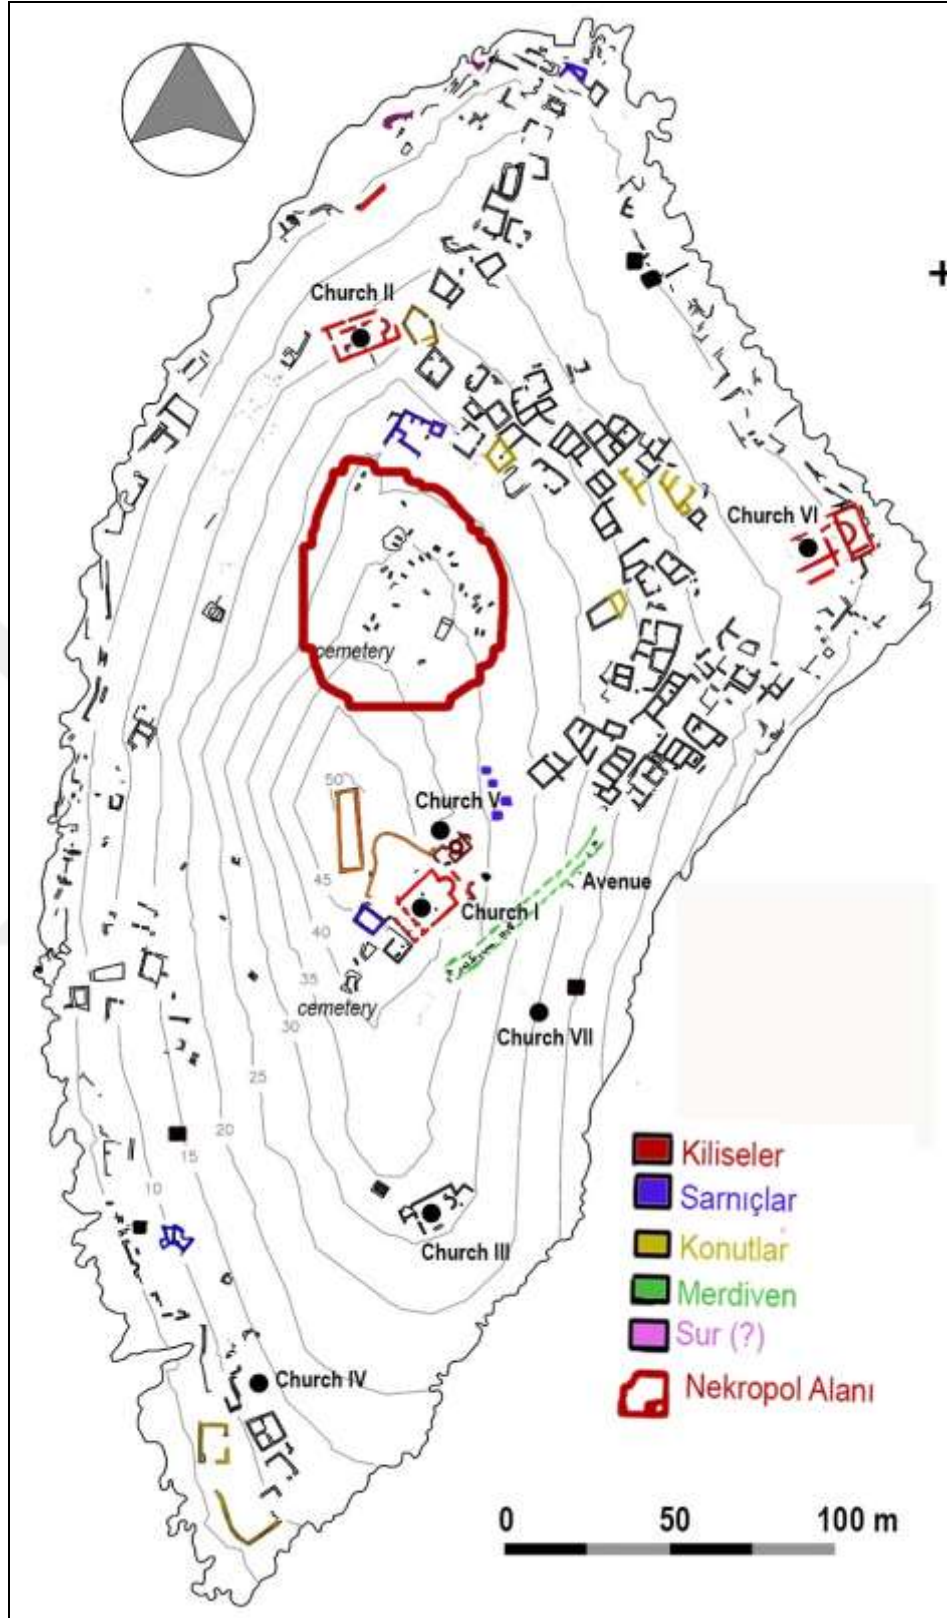 Church II
Church VI
cemetery
50
Church V
45
Avenue
Church I
40
35
cemetery
30
Church VII
25
20
15
10
Kiliseler
Sarnıçlar
Konutlar
Church III
Merdiven
Sur (?)
Church IV
Nekropol Alanı
0 50 100 m